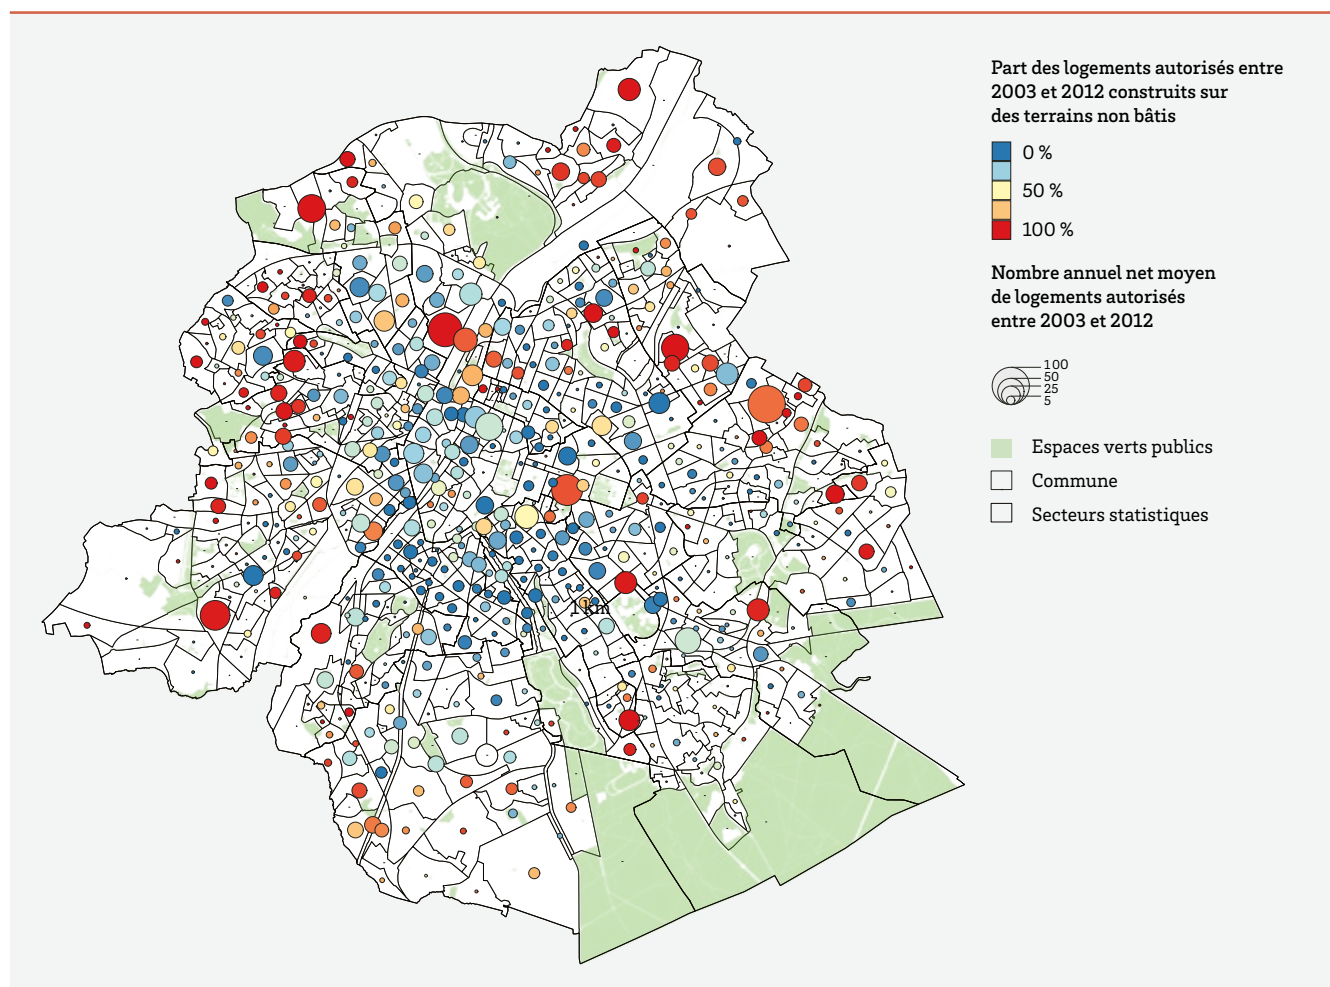 Part des logements autorisés entre
2003 et 2012 construits sur
des terrains non bâtis
0 %
50 %
100 %
Nombre annuel net moyen
de logements autorisés
entre 2003 et 2012
100
50
25
5
Espaces verts publics
Commune
Secteurs statistiques
1 km